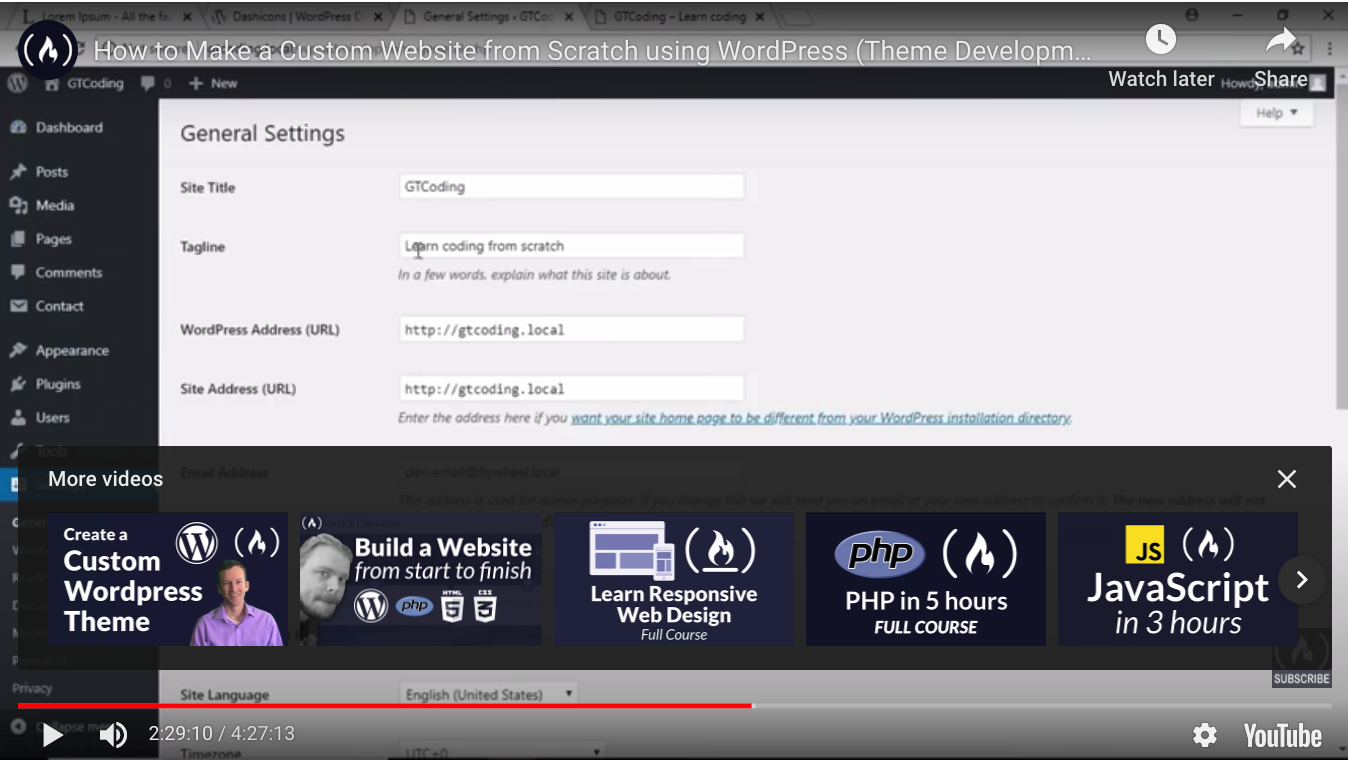 Lorem Ipsum - All the fa
Dashicons | WordPress D
General Settings ‹ GTCod
GTCoding – Learn coding
How to Make a Custom Website from Scratch using WordPress (Theme Developm…
Watch later
Share
GTCoding
0
+ New
Howdy, admin
Dashboard
Posts
Media
Pages
Comments
Contact
Appearance
Plugins
Users
Tools
Privacy
Collapse menu
Help
General Settings
Site Title
GTCoding
Tagline
Learn coding from scratch
In a few words, explain what this site is about.
WordPress Address (URL)
http://gtcoding.local
Site Address (URL)
http://gtcoding.local
Enter the address here if you want your site home page to be different from your WordPress installation directory.
Email Address
dev-email@flywheel.local
This address is used for admin purposes. If you change this we will send you an email at your new address to confirm it. The new address will not
More videos
Create a
Custom
Wordpress
Theme
Build a Website
from start to finish
php
HTML
5
CSS
3
Learn Responsive
Web Design
Full Course
php
PHP in 5 hours
FULL COURSE
JS
JavaScript
in 3 hours
SUBSCRIBE
Site Language
English (United States)
Timezone
UTC+0
2:29:10 / 4:27:13
YouTube